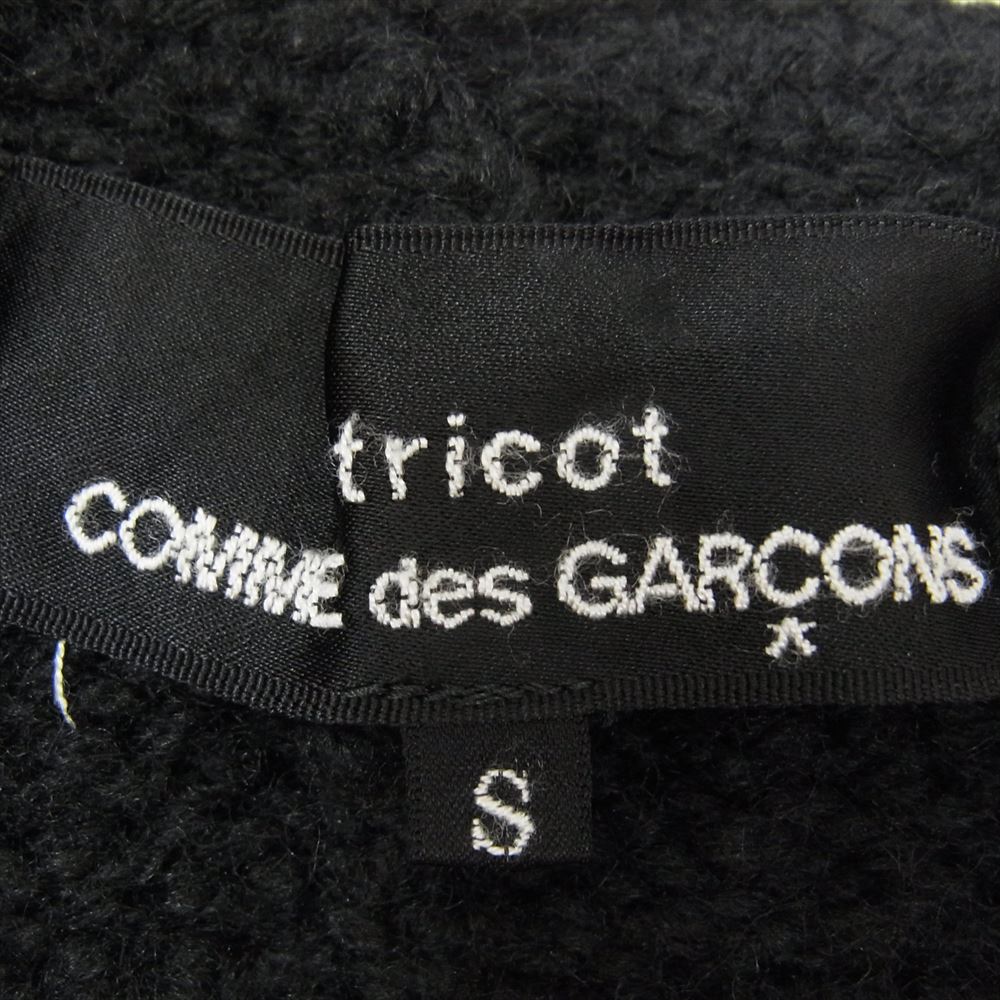 tricot
COMME des GARCONS
*
S